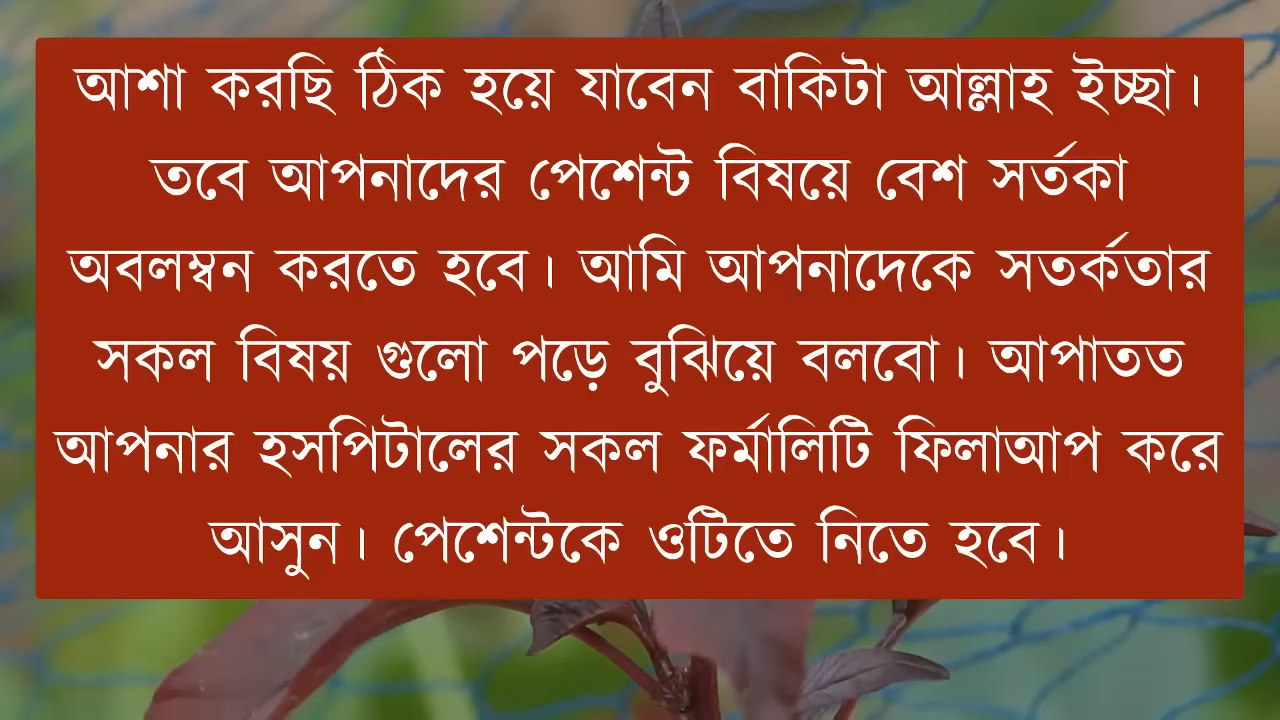 আশা করছি ঠিক হয়ে যাবেন বাকিটা আল্লাহ ইচ্ছা।
তবে আপনাদের পেশেন্ট বিষয়ে বেশ সর্তকা
অবলম্বন করতে হবে। আমি আপনাদেকে সতর্কতার
সকল বিষয় গুলো পড়ে বুঝিয়ে বলবো। আপাতত
আপনার হসপিটালের সকল ফর্মালিটি ফিলাআপ করে
আসুন। পেশেন্টকে ওটিতে নিতে হবে।